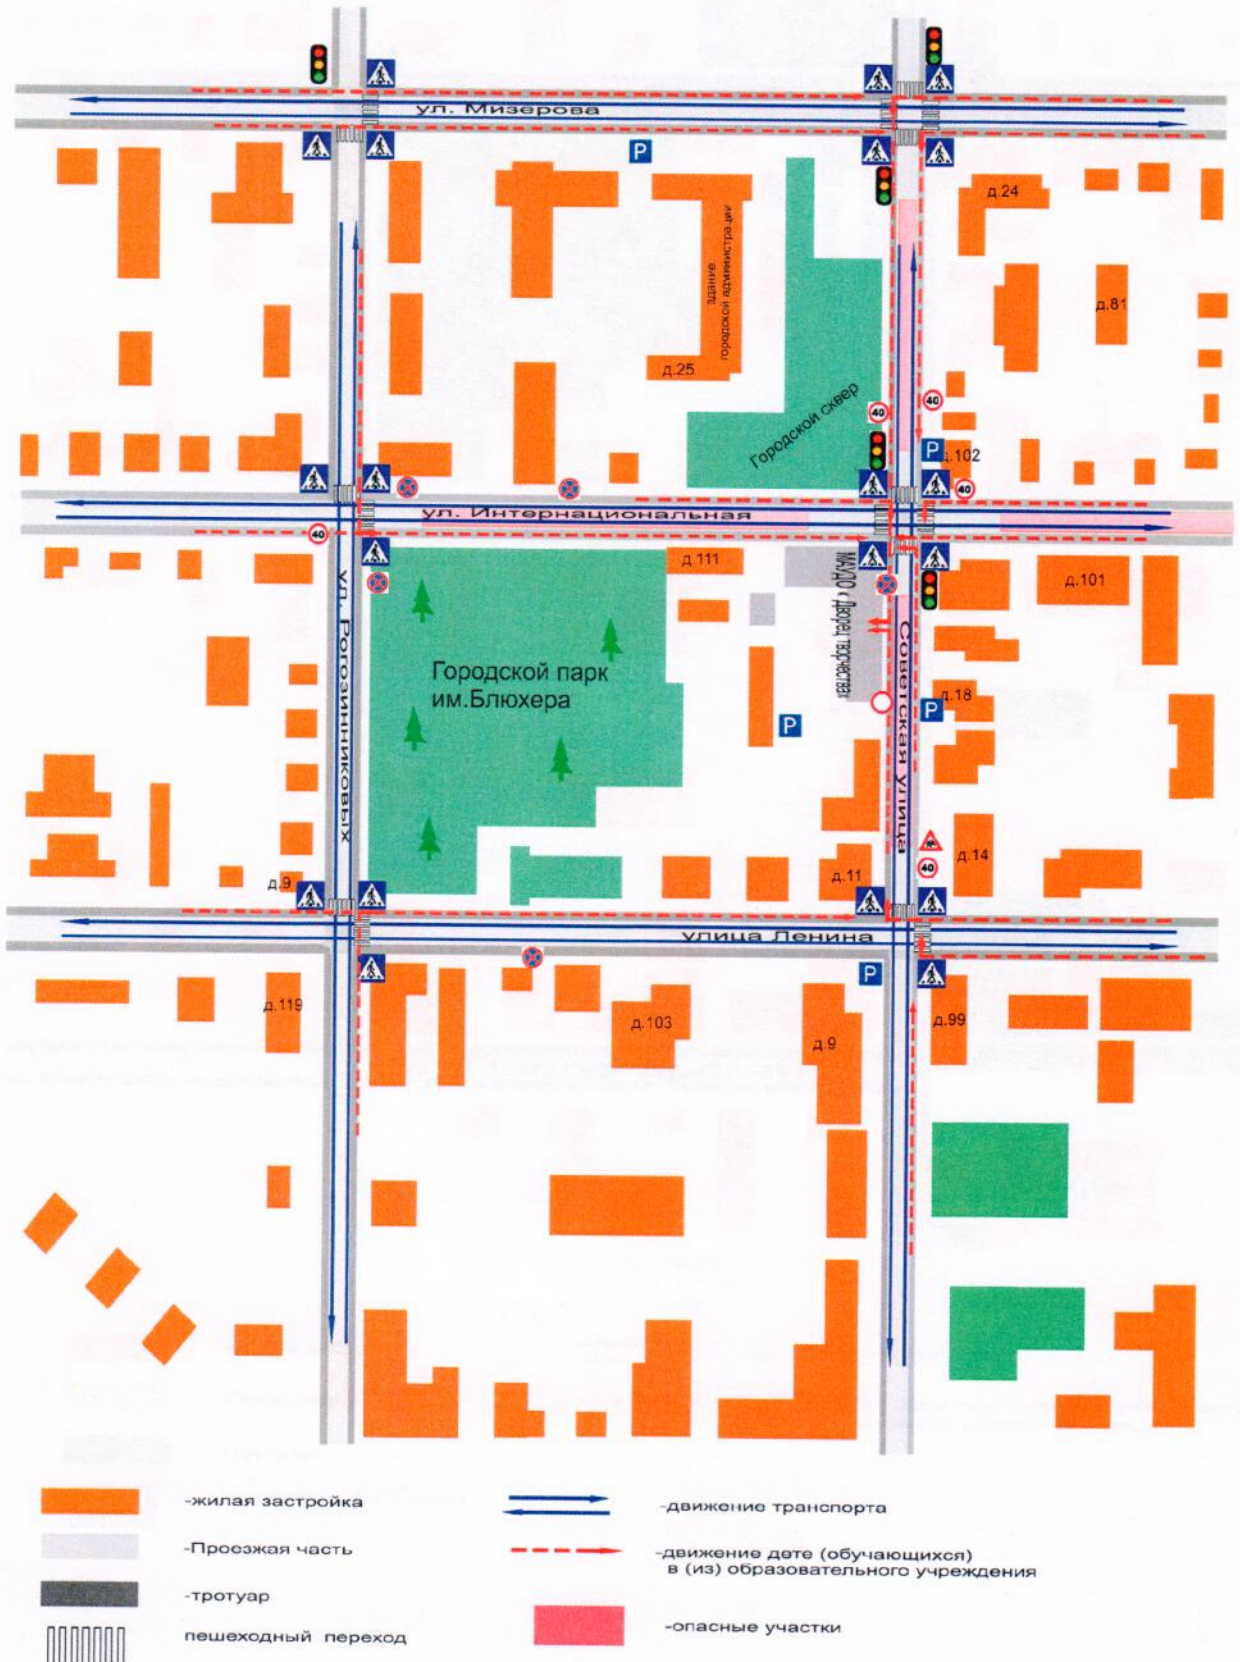 ул. Мизерова
P
д.24
здание
городской администрации
д.81
д.25
Городской сквер
40
40
P
д.102
40
ул. Интернациональная
40
д.111
МАУДО « Дворец творчества»
д.101
ул. Рогозинниковых
Городской парк
им.Блюхера
Советская улица
д.18
P
P
д.14
40
д.11
д.9
улица Ленина
P
д.119
д.103
д.9
д.99
-жилая застройка
-Проезжая часть
-тротуар
пешеходный переход
-движение транспорта
-движение дете (обучающихся)
в (из) образовательного учреждения
-опасные участки